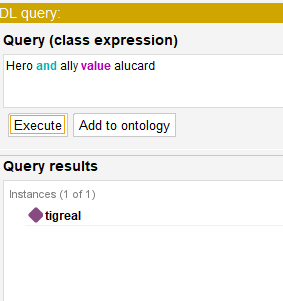 DL query:
Query (class expression)
Hero and ally value alucard
Execute Add to ontology
Query results
Instances (1 of 1)
tigreal